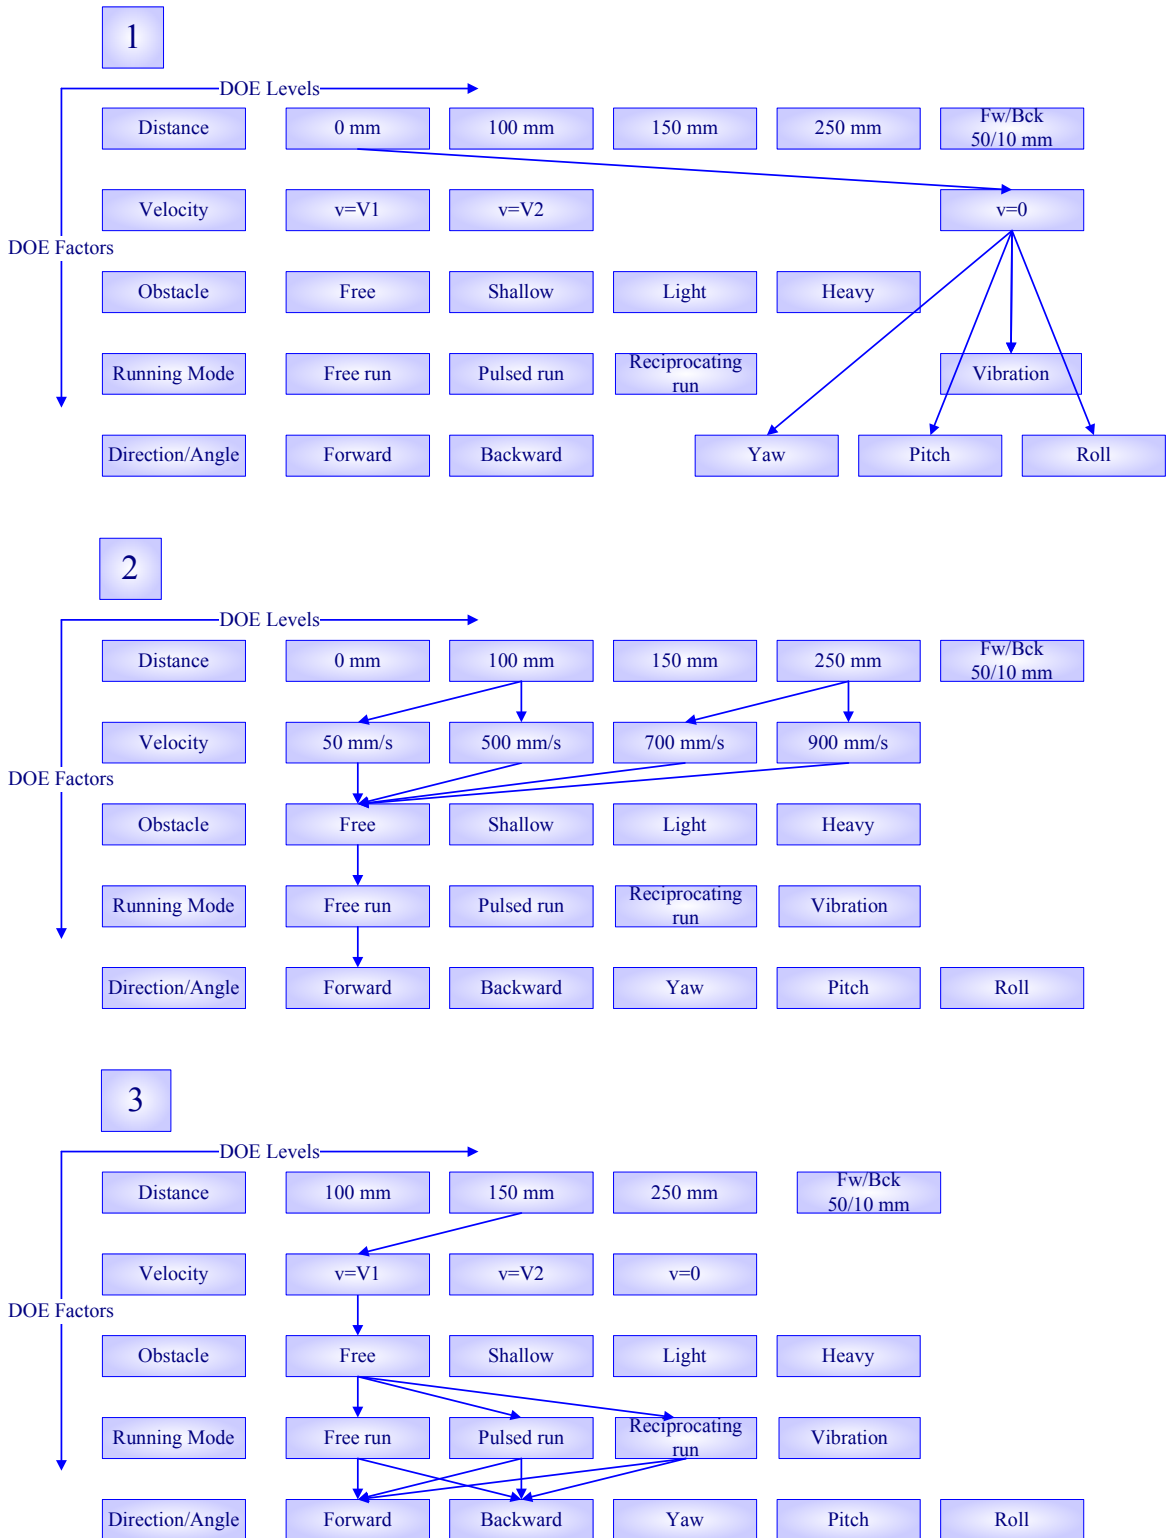 1
DOE Levels
Distance 0 mm 100 mm 150 mm 250 mm Fw/Bck
50/10 mm
Velocity v=V1 v=V2 v=0
DOE Factors
Obstacle Free Shallow Light Heavy
Running Mode Free run Pulsed run Reciprocating
run Vibration
Direction/Angle Forward Backward Yaw Pitch Roll
2
DOE Levels
Distance 0 mm 100 mm 150 mm 250 mm Fw/Bck
50/10 mm
Velocity 50 mm/s 500 mm/s 700 mm/s 900 mm/s
DOE Factors
Obstacle Free Shallow Light Heavy
Running Mode Free run Pulsed run Reciprocating
run Vibration
Direction/Angle Forward Backward Yaw Pitch Roll
3
DOE Levels
Distance 100 mm 150 mm 250 mm Fw/Bck
50/10 mm
Velocity v=V1 v=V2 v=0
DOE Factors
Obstacle Free Shallow Light Heavy
Running Mode Free run Pulsed run Reciprocating
run Vibration
Direction/Angle Forward Backward Yaw Pitch Roll